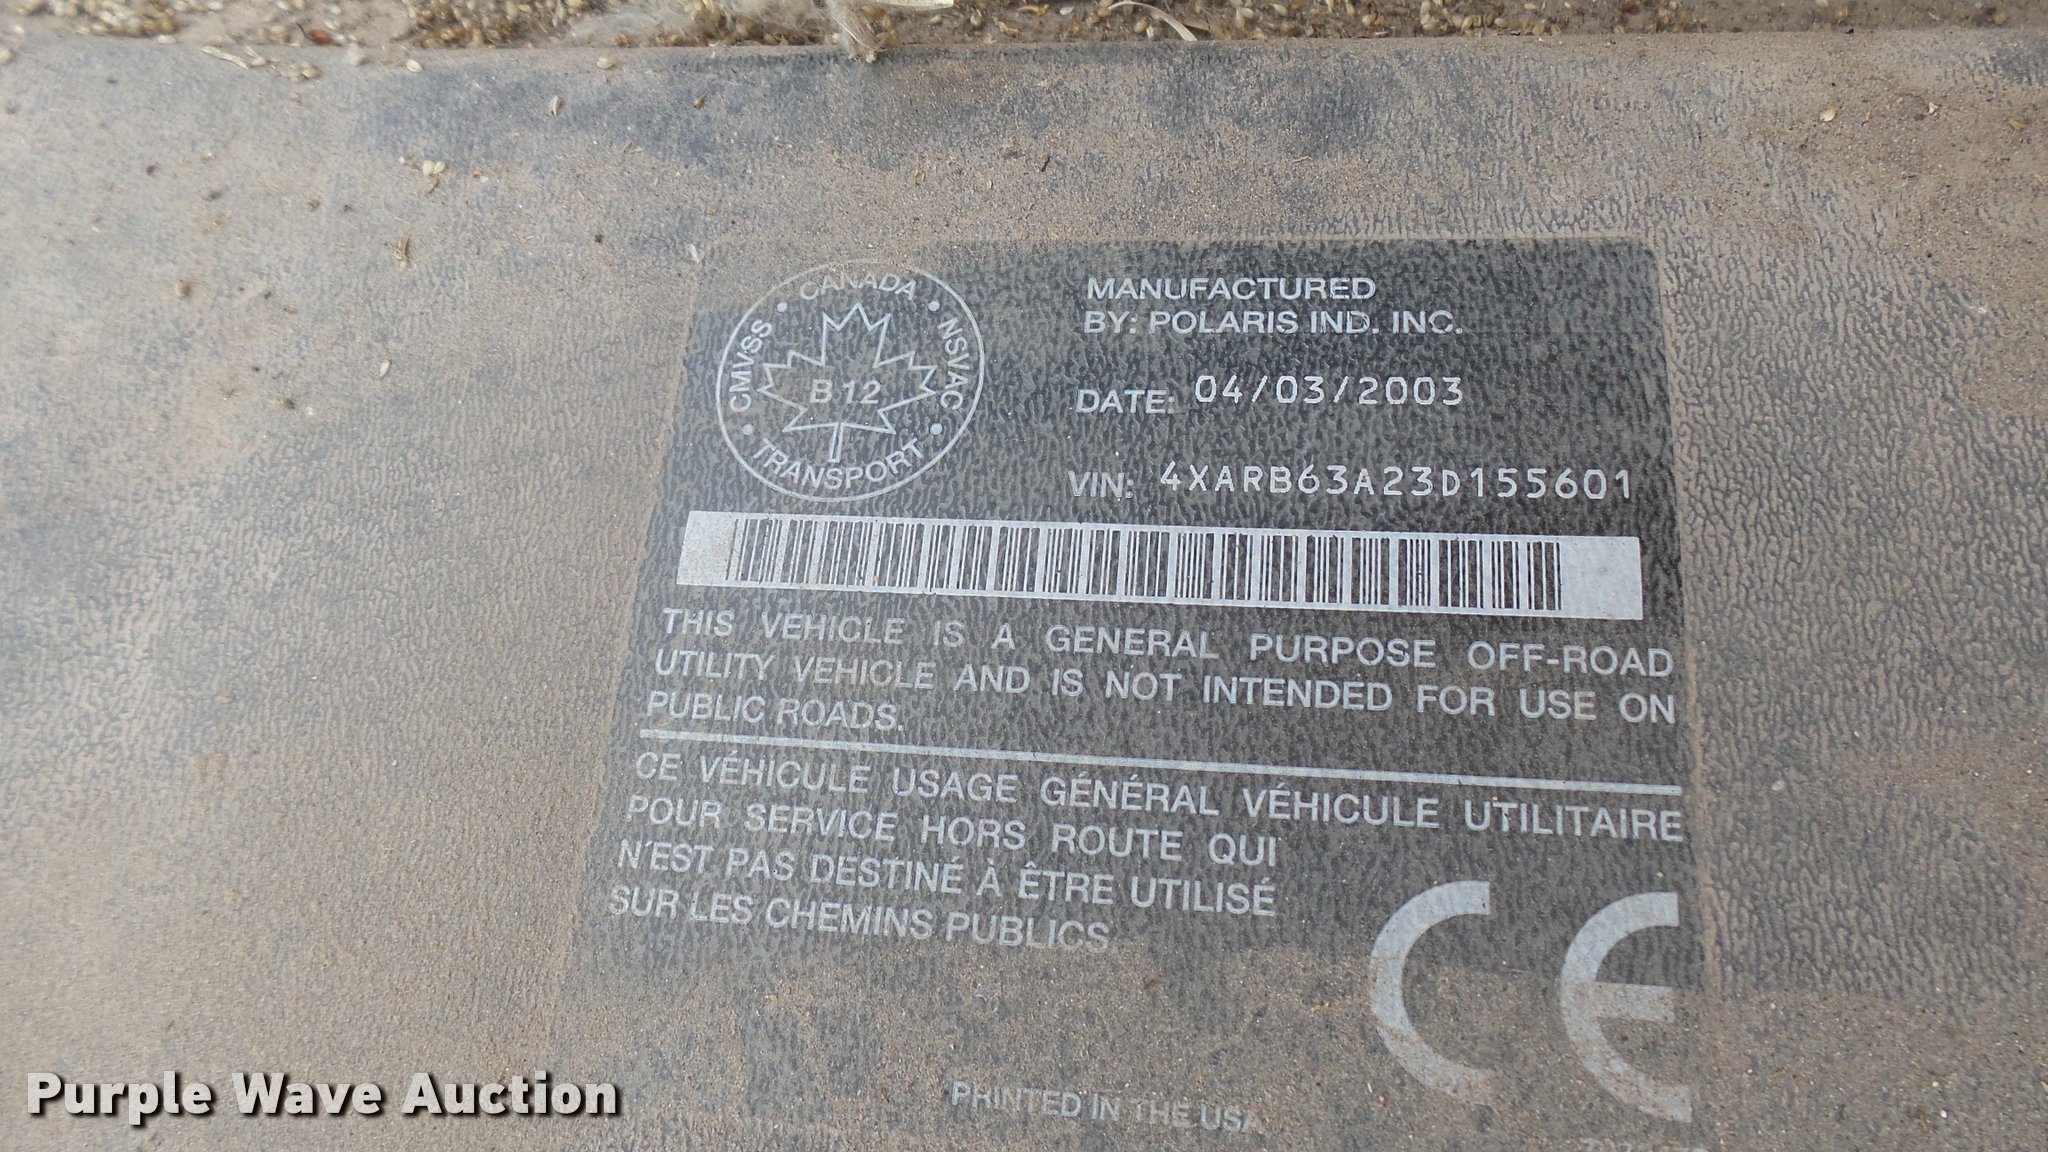 CANADA
CMVSS
NSVAC
B 12
TRANSPORT
MANUFACTURED
BY: POLARIS IND. INC.
DATE: 04/03/2003
VIN: 4XARB63A23D155601
THIS VEHICLE IS A GENERAL PURPOSE OFF-ROAD
UTILITY VEHICLE AND IS NOT INTENDED FOR USE ON
PUBLIC ROADS.
CE VÉHICULE USAGE GÉNÉRAL VÉHICULE UTILITAIRE
POUR SERVICE HORS ROUTE QUI
N'EST PAS DESTINÉ À ÊTRE UTILISÉ
SUR LES CHEMINS PUBLICS
CE
PRINTED IN THE USA
Purple Wave Auction